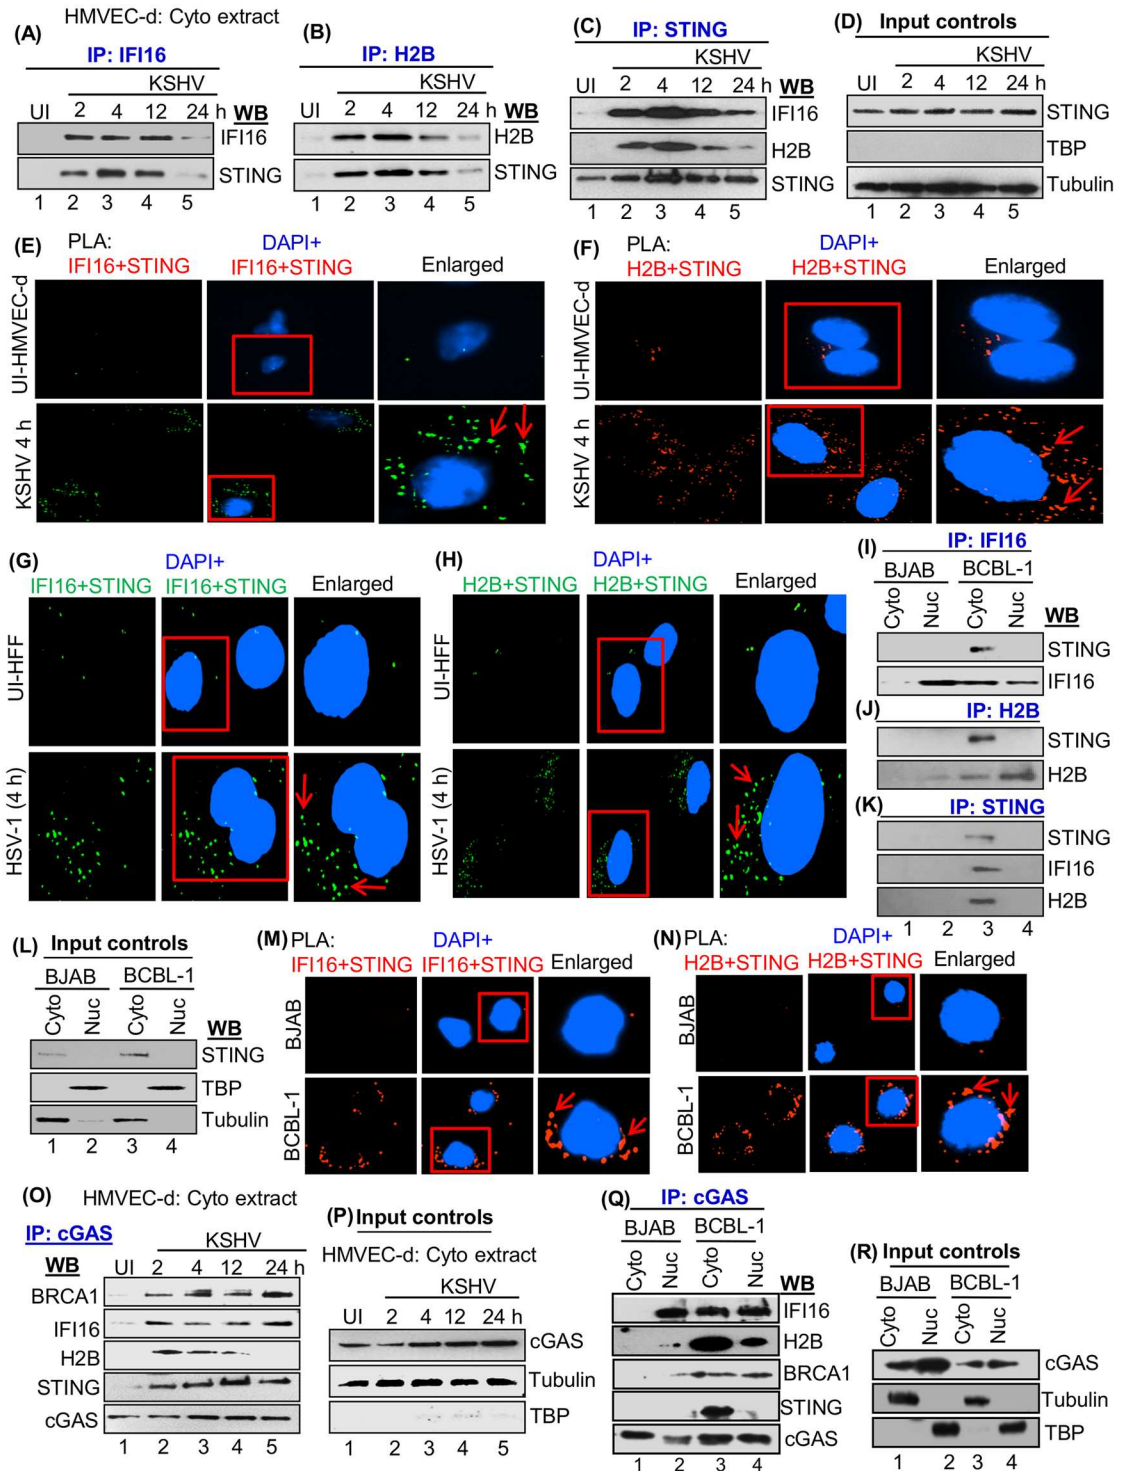 (A) HMVEC-d: Cyto extract
IP: IFI16
KSHV
UI 2 4 12 24 h WB
IFI16
STING
1 2 3 4 5
(B)
IP: H2B
KSHV
UI 2 4 12 24 h WB
H2B
STING
1 2 3 4 5
(C) IP: STING
KSHV
UI 2 4 12 24 h WB
IFI16
H2B
STING
1 2 3 4 5
(D) Input controls
KSHV
UI 2 4 12 24 h WB
STING
TBP
Tubulin
1 2 3 4 5
(E) PLA: DAPI+
IFI16+STING IFI16+STING Enlarged
UI-HMVEC-d
KSHV 4 h
(F) PLA: DAPI+
H2B+STING H2B+STING Enlarged
UI-HMVEC-d
KSHV 4 h
(G) DAPI+
IFI16+STING IFI16+STING Enlarged
UI-HFF
HSV-1 (4 h)
(H) DAPI+
H2B+STING H2B+STING Enlarged
UI-HFF
HSV-1 (4 h)
(I) IP: IFI16
BJAB BCBL-1
Cyto Nuc Cyto Nuc WB
STING
IFI16
(J) IP: H2B
STING
H2B
(K) IP: STING
STING
IFI16
H2B
1 2 3 4
(L) Input controls
BJAB BCBL-1
Cyto Nuc Cyto Nuc WB
STING
TBP
Tubulin
1 2 3 4
(M) PLA: DAPI+
IFI16+STING IFI16+STING Enlarged
BJAB
BCBL-1
(N) PLA: DAPI+
H2B+STING H2B+STING Enlarged
BJAB
BCBL-1
(O) HMVEC-d: Cyto extract
IP: cGAS
KSHV
WB UI 2 4 12 24 h
BRCA1
IFI16
H2B
STING
cGAS
1 2 3 4 5
(P) Input controls
HMVEC-d: Cyto extract
KSHV
UI 2 4 12 24 h
cGAS
Tubulin
TBP
1 2 3 4 5
(Q) IP: cGAS
BJAB BCBL-1
Cyto Nuc Cyto Nuc WB
IFI16
H2B
BRCA1
STING
cGAS
1 2 3 4
(R) Input controls
BJAB BCBL-1
Cyto Nuc Cyto Nuc
cGAS
Tubulin
TBP
1 2 3 4